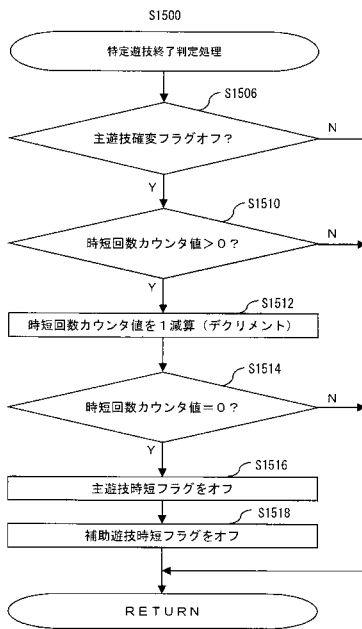 S1500
特定遊技終了判定処理
S1506
主遊技確変フラグオフ？
N
Y
S1510
時短回数カウンタ値＞０？
N
Y
S1512
時短回数カウンタ値を１減算（デクリメント）
S1514
時短回数カウンタ値＝０？
N
Y
S1516
主遊技時短フラグをオフ
S1518
補助遊技時短フラグをオフ
ＲＥＴＵＲＮ